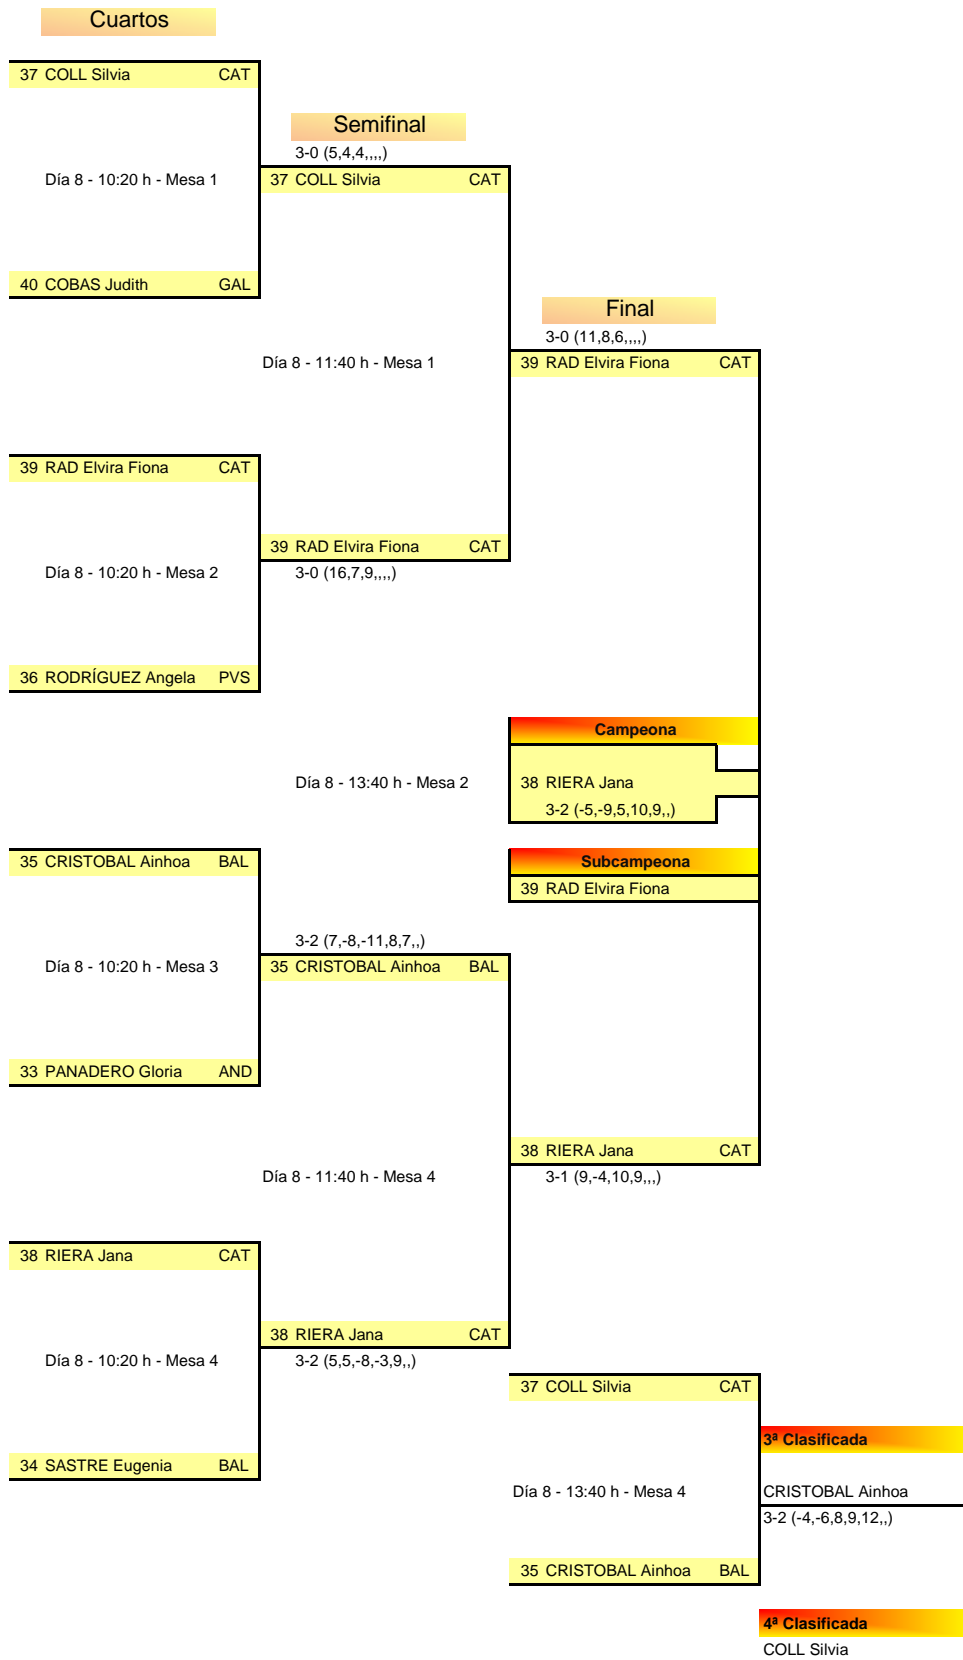 Cuartos
37 COLL Silvia CAT
Semifinal
3-0 (5,4,4,,,,)
Día 8 - 10:20 h - Mesa 1
37 COLL Silvia CAT
40 COBAS Judith GAL
Final
3-0 (11,8,6,,,,)
Día 8 - 11:40 h - Mesa 1
39 RAD Elvira Fiona CAT
39 RAD Elvira Fiona CAT
39 RAD Elvira Fiona CAT
Día 8 - 10:20 h - Mesa 2
3-0 (16,7,9,,,,)
36 RODRÍGUEZ Angela PVS
Campeona
Día 8 - 13:40 h - Mesa 2
38 RIERA Jana
3-2 (-5,-9,5,10,9,,)
35 CRISTOBAL Ainhoa BAL
Subcampeona
39 RAD Elvira Fiona
3-2 (7,-8,-11,8,7,,)
Día 8 - 10:20 h - Mesa 3
35 CRISTOBAL Ainhoa BAL
33 PANADERO Gloria AND
38 RIERA Jana CAT
Día 8 - 11:40 h - Mesa 4
3-1 (9,-4,10,9,,,)
38 RIERA Jana CAT
38 RIERA Jana CAT
Día 8 - 10:20 h - Mesa 4
3-2 (5,5,-8,-3,9,,)
37 COLL Silvia CAT
3ª Clasificada
34 SASTRE Eugenia BAL
Día 8 - 13:40 h - Mesa 4
CRISTOBAL Ainhoa
3-2 (-4,-6,8,9,12,,)
35 CRISTOBAL Ainhoa BAL
4ª Clasificada
COLL Silvia